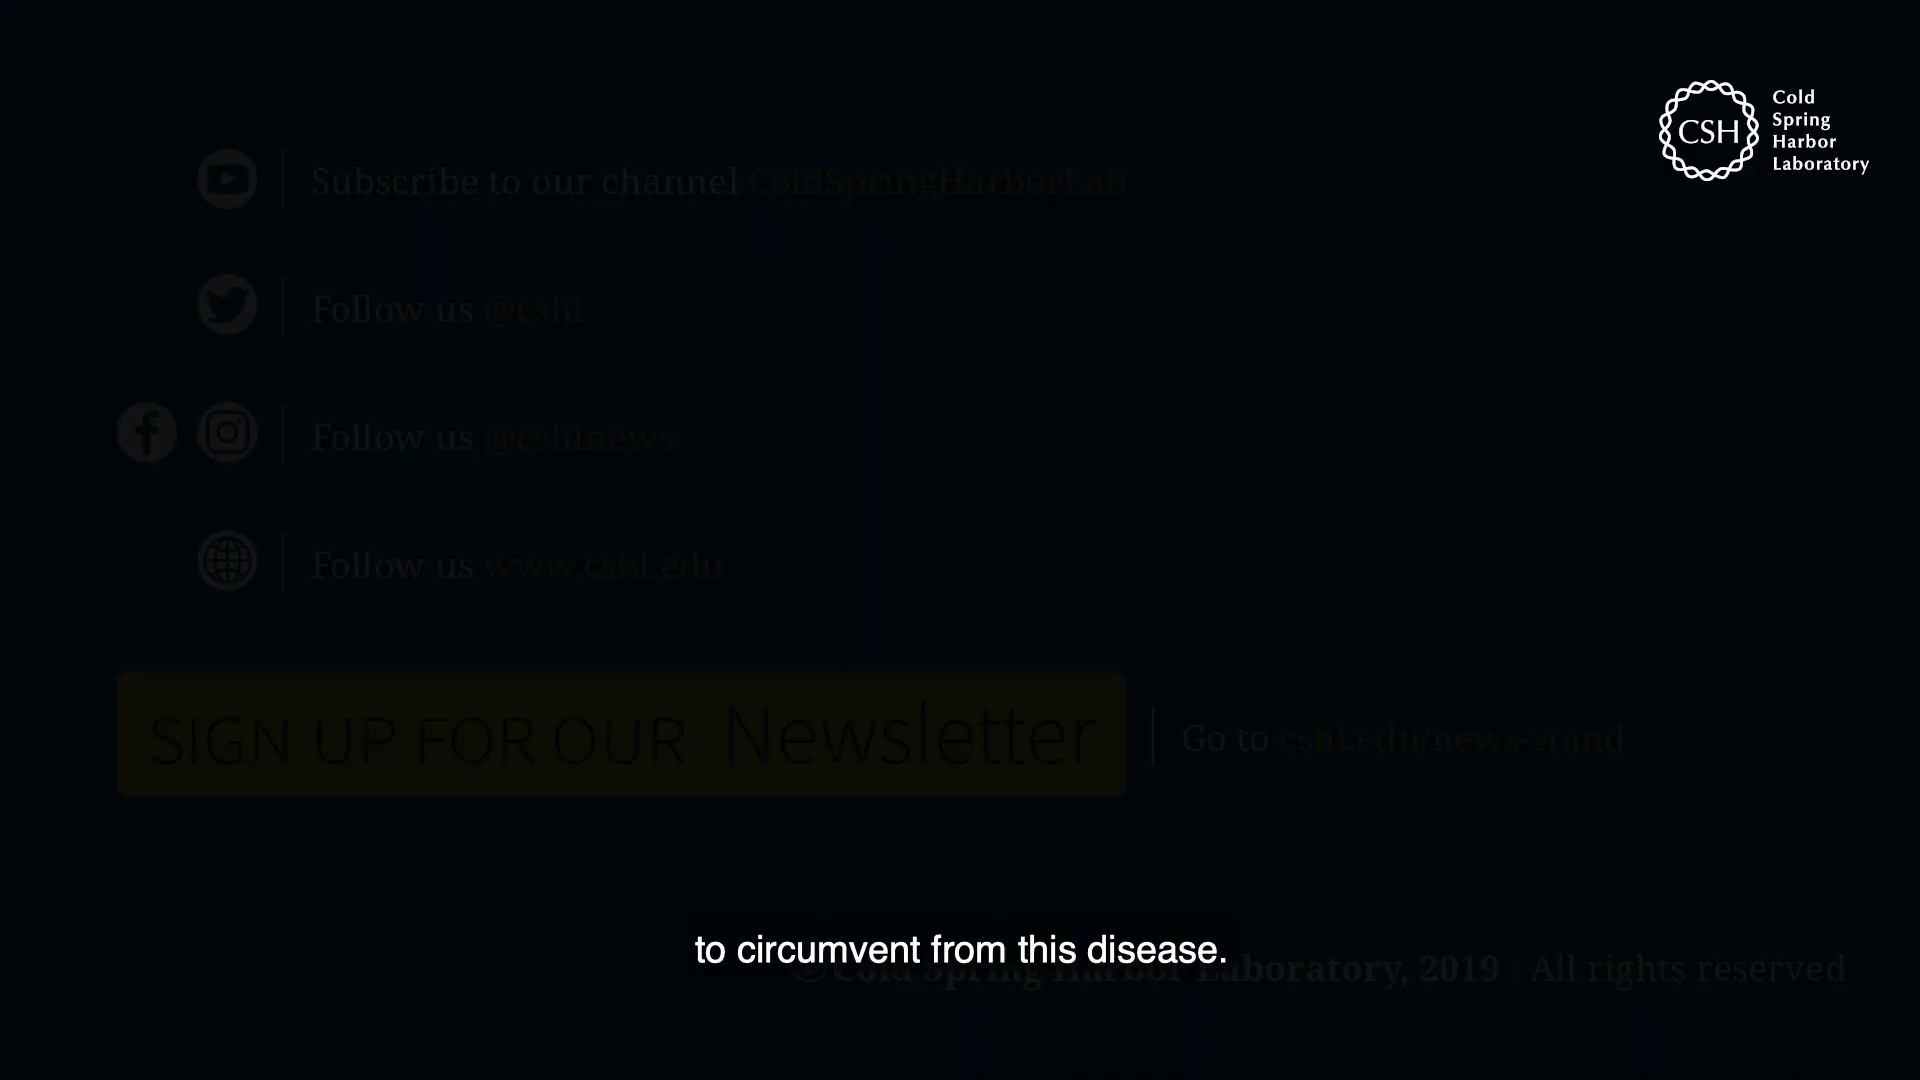 CSH
Cold
Spring
Harbor
Laboratory
Subscribe to our channel ColdSpringHarborLab
Follow us @cshl
Follow us @cshlnews
Follow us www.cshl.edu
SIGN UP FOR OUR Newsletter
Go to cshl.edu/news-stand
to circumvent from this disease.
©Cold Spring Harbor Laboratory, 2019 | All rights reserved